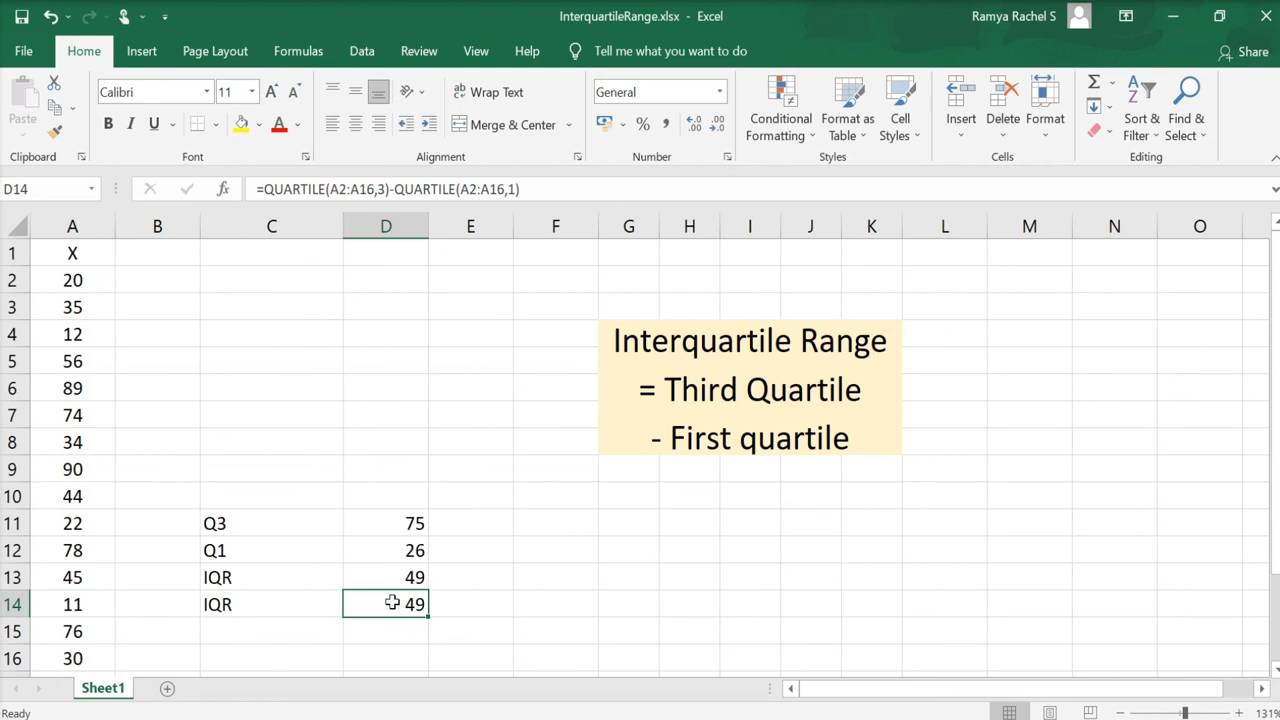 InterquartileRange.xlsx - Excel
Ramya Rachel S
File Home Insert Page Layout Formulas Data Review View Help Tell me what you want to do Share
Paste
Calibri 11
B I U A
Wrap Text
Merge & Center
General
% ,
Conditional Formatting
Format as Table
Cell Styles
Insert
Delete
Format
Sort & Filter
Find & Select
Clipboard Font Alignment Number Styles Cells Editing
D14 fx =QUARTILE(A2:A16,3)-QUARTILE(A2:A16,1)
A B C D E F G H I J K L M N O
1 X
2 20
3 35
4 12
5 56
6 89
7 74
8 34
9 90
10 44
11 22 Q3 75
12 78 Q1 26
13 45 IQR 49
14 11 IQR 49
15 76
16 30
Interquartile Range
= Third Quartile
- First quartile
Sheet1
Ready
131%